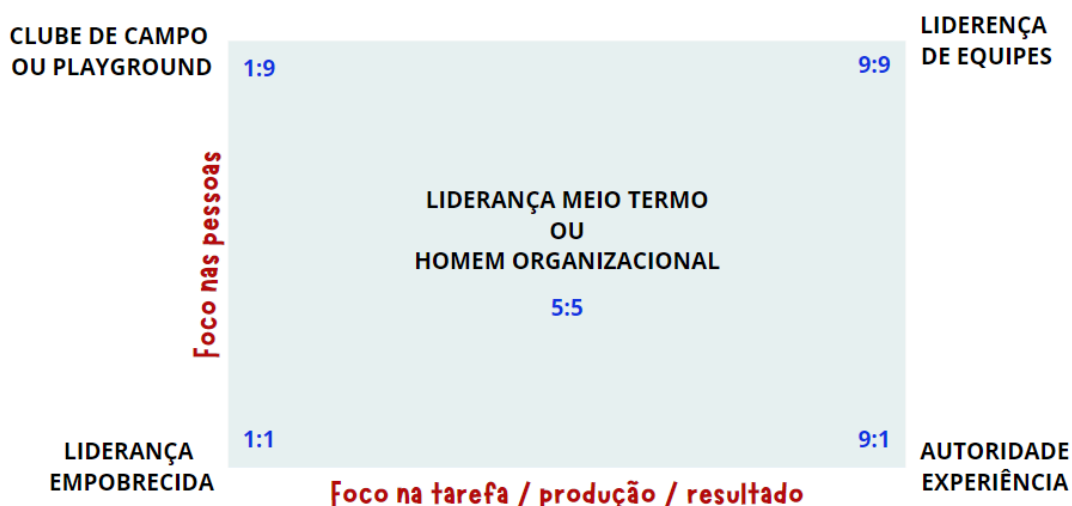 CLUBE DE CAMPO
OU PLAYGROUND
1:9
9:9
LIDERENÇA
DE EQUIPES
Foco nas pessoas
LIDERANÇA MEIO TERMO
OU
HOMEM ORGANIZACIONAL
5:5
LIDERANÇA
EMPOBRECIDA
1:1
9:1
AUTORIDADE
EXPERIÊNCIA
Foco na tarefa / produção / resultado